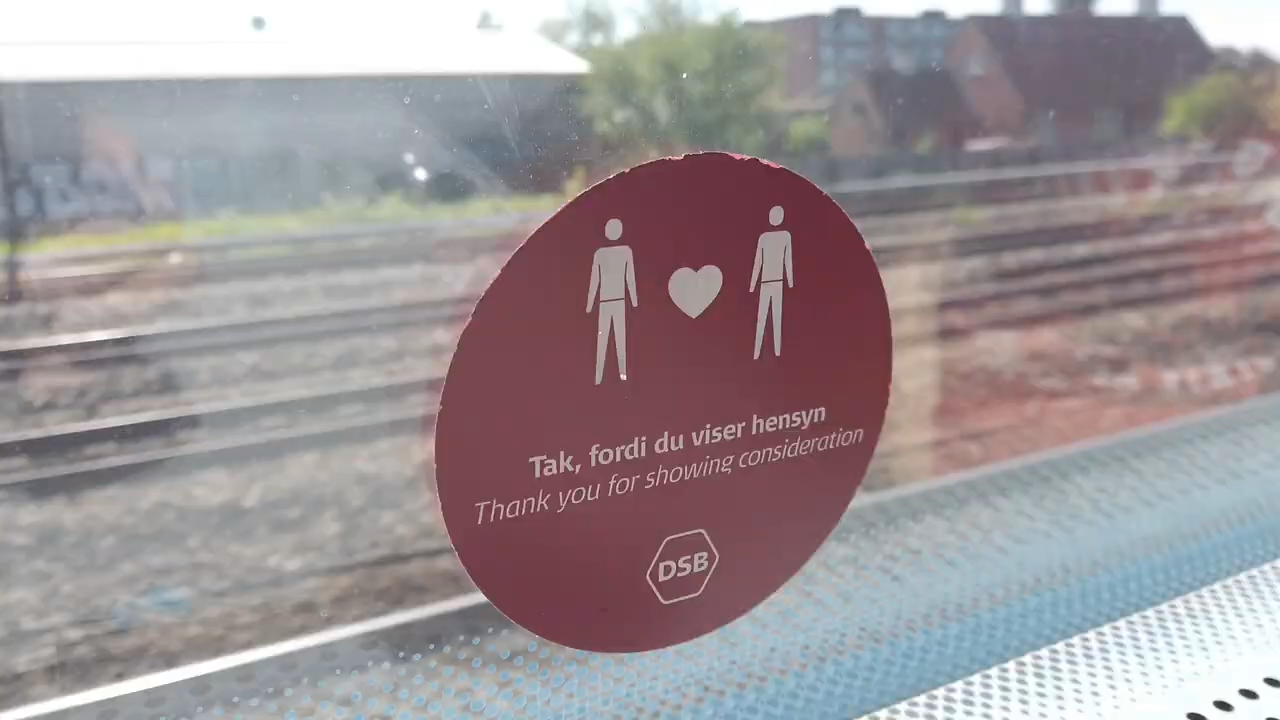 Tak, fordi du viser hensyn
Thank you for showing consideration
DSB